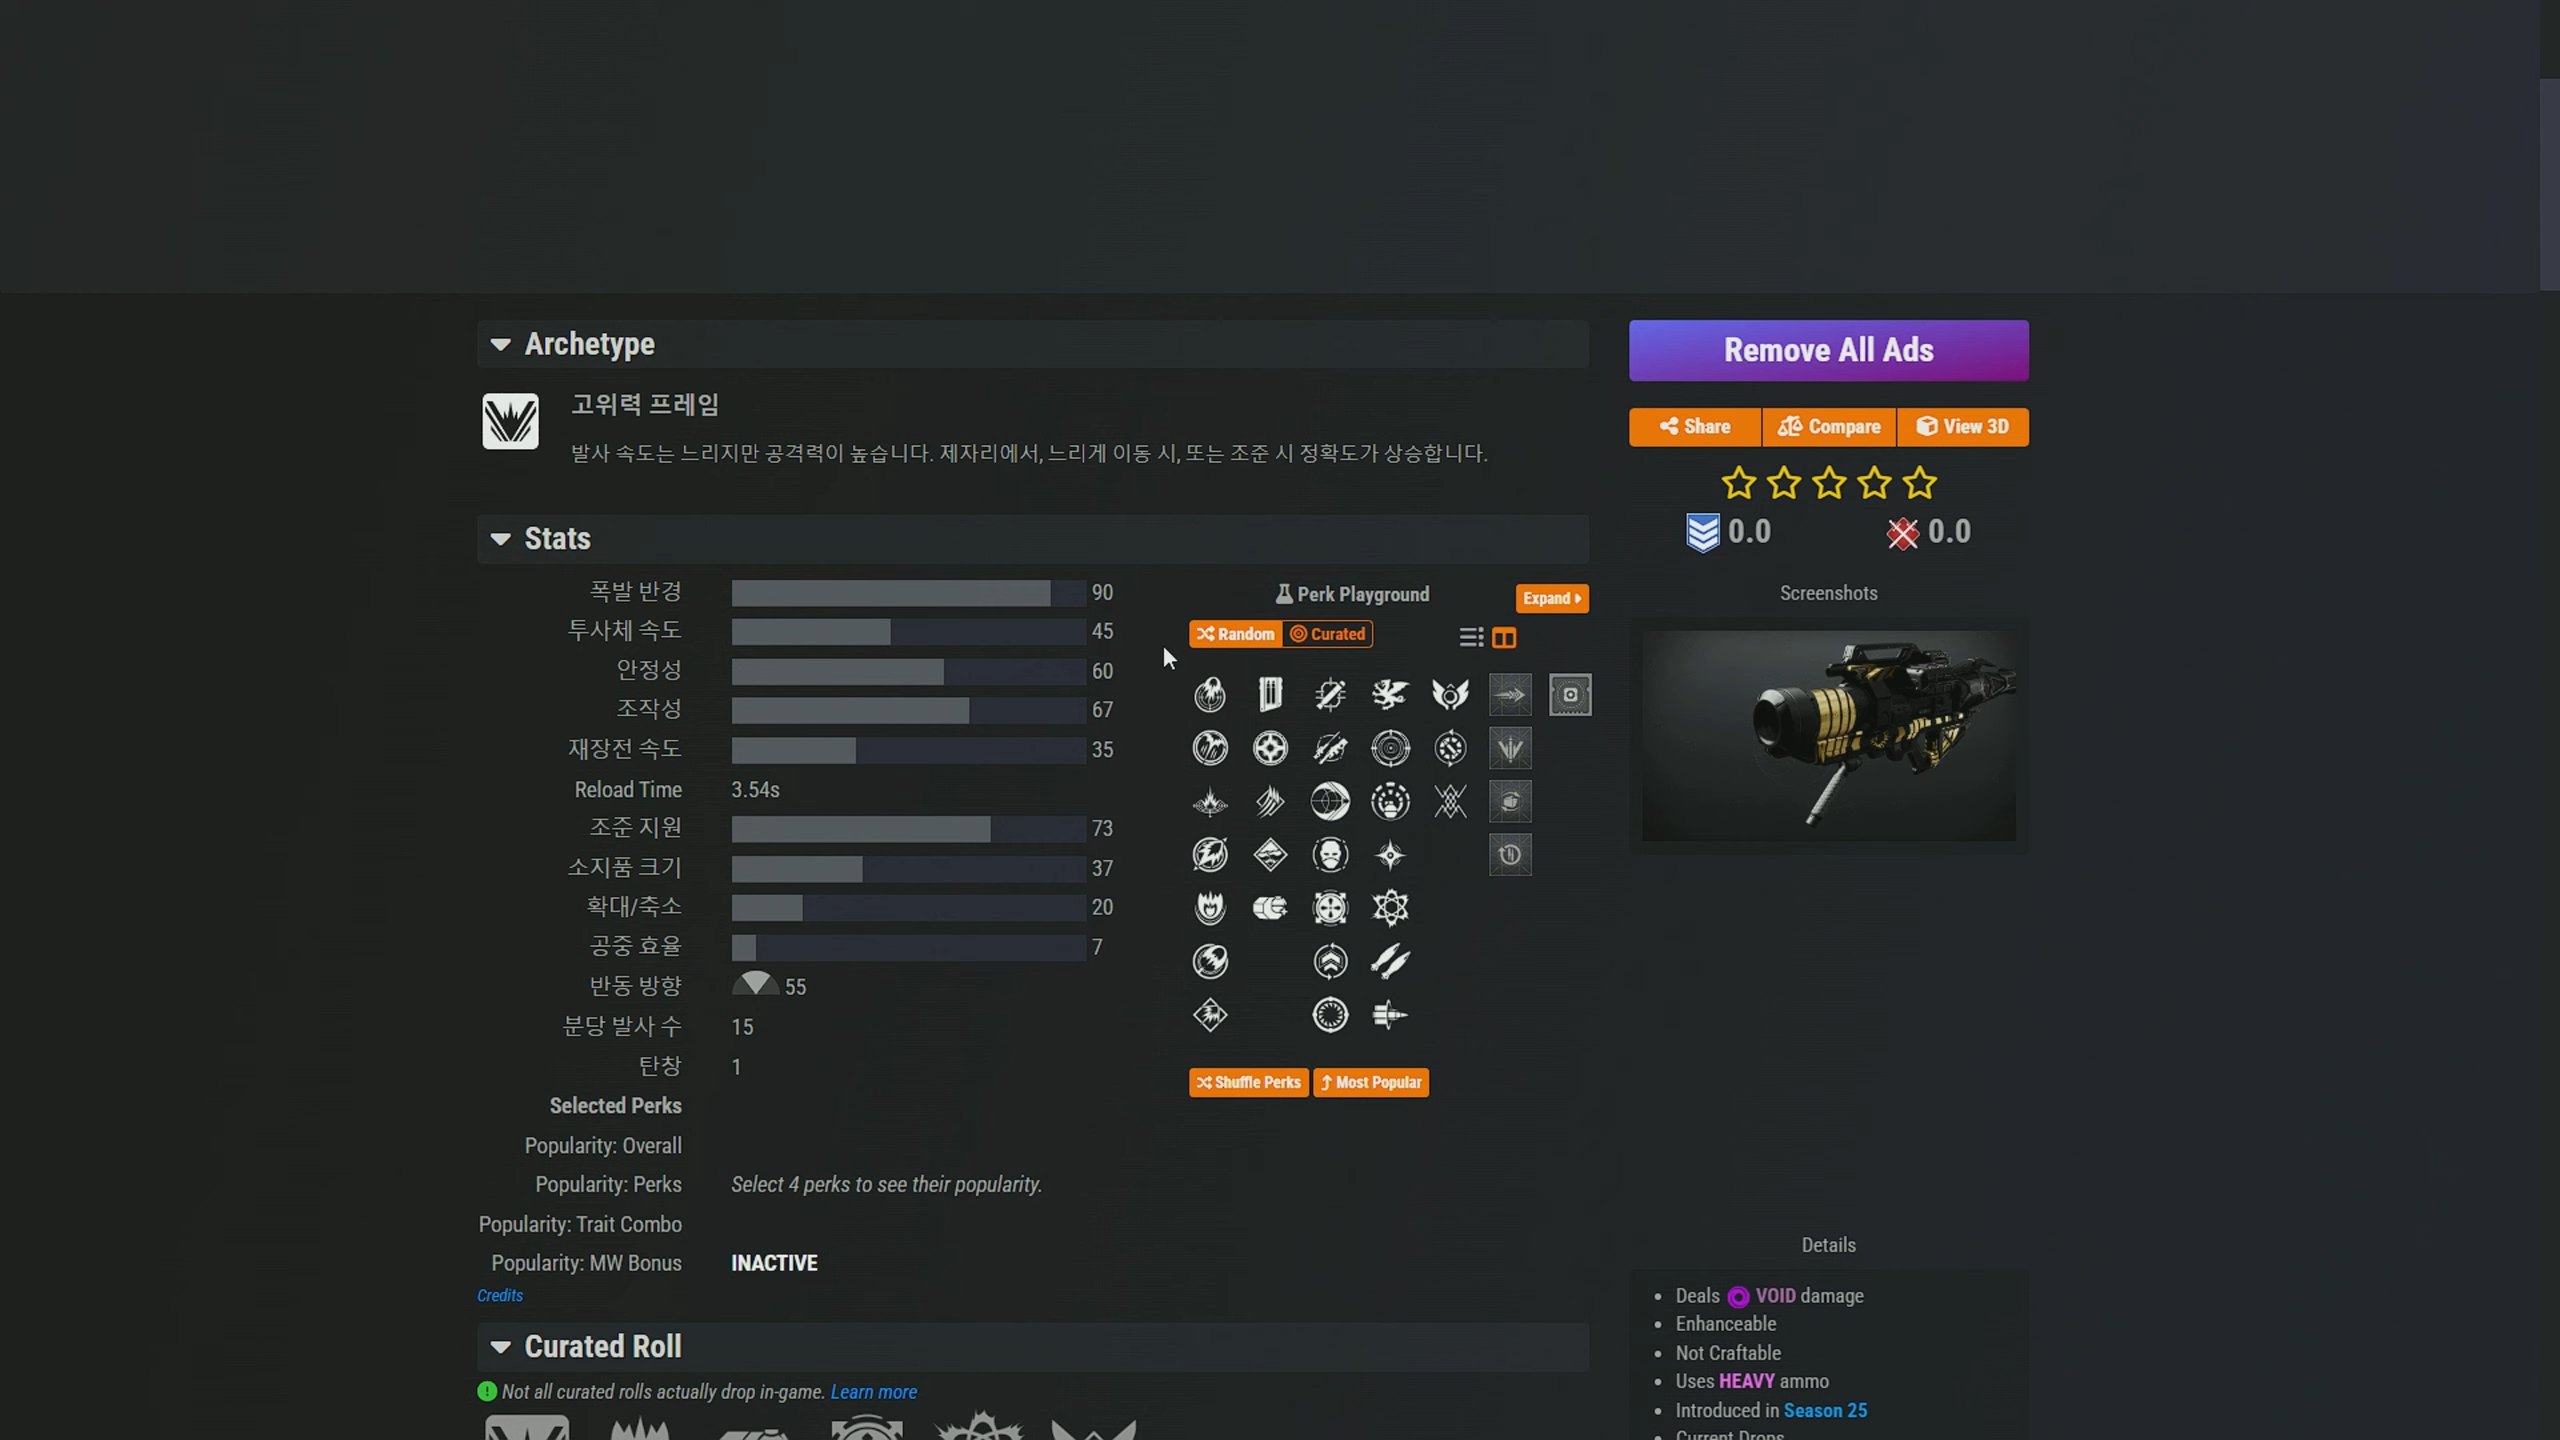 Archetype
고위력 프레임
발사 속도는 느리지만 공격력이 높습니다. 제자리에서, 느리게 이동 시, 또는 조준 시 정확도가 상승합니다.
Stats
폭발 반경 90
투사체 속도 45
안정성 60
조작성 67
재장전 속도 35
Reload Time 3.54s
조준 지원 73
소지품 크기 37
확대/축소 20
공중 효율 7
반동 방향 55
분당 발사 수 15
탄창 1
Selected Perks
Popularity: Overall
Popularity: Perks Select 4 perks to see their popularity.
Popularity: Trait Combo
Popularity: MW Bonus INACTIVE
Credits
Perk Playground
Expand
Random Curated
Shuffle Perks Most Popular
Curated Roll
Not all curated rolls actually drop in-game. Learn more
Remove All Ads
Share Compare View 3D
0.0 0.0
Screenshots
Details
Deals VOID damage
Enhanceable
Not Craftable
Uses HEAVY ammo
Introduced in Season 25
Current Drops